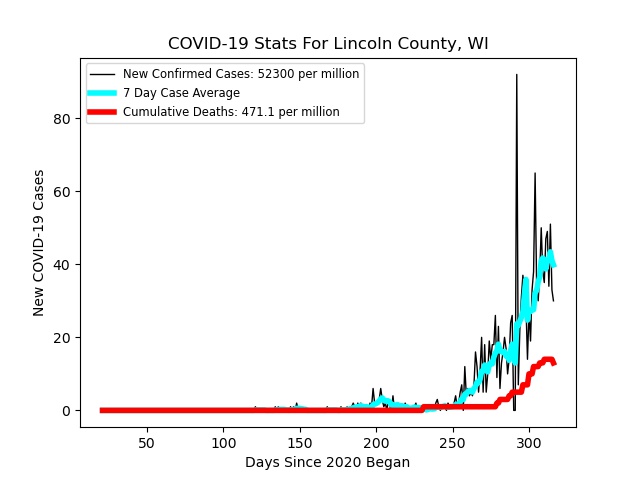 COVID-19 Stats For Lincoln County, WI
New Confirmed Cases: 52300 per million
7 Day Case Average
Cumulative Deaths: 471.1 per million
New COVID-19 Cases
80
60
40
20
0
50 100 150 200 250 300
Days Since 2020 Began